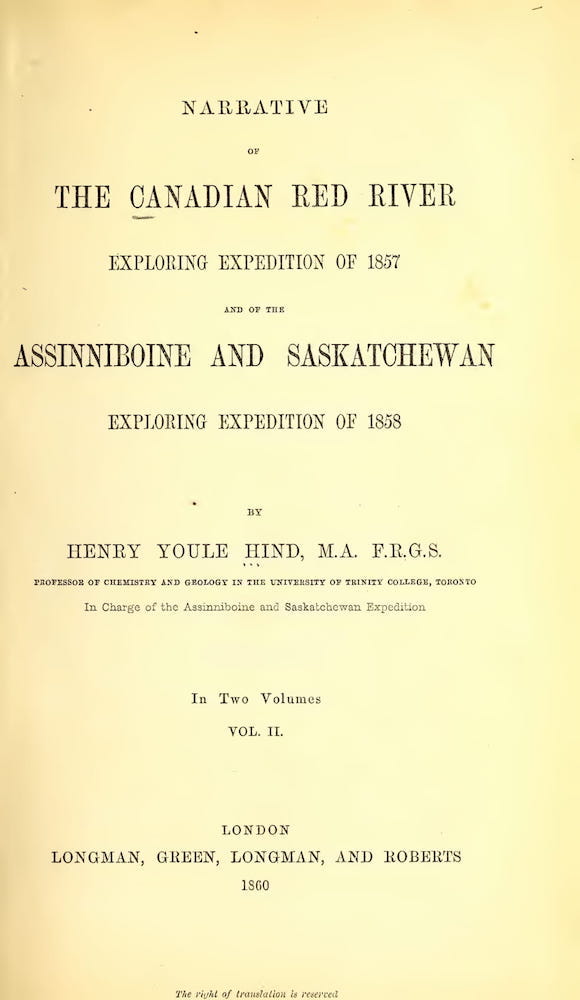 NARRATIVE
OF
THE CANADIAN RED RIVER
EXPLORING EXPEDITION OF 1857
AND OF THE
ASSINNIBOINE AND SASKATCHEWAN
EXPLORING EXPEDITION OF 1858
BY
HENRY YOULE HIND, M.A. F.R.G.S.
PROFESSOR OF CHEMISTRY AND GEOLOGY IN THE UNIVERSITY OF TRINITY COLLEGE, TORONTO
In Charge of the Assinniboine and Saskatchewan Expedition
In Two Volumes
VOL. II.
LONDON
LONGMAN, GREEN, LONGMAN, AND ROBERTS
1860
The right of translation is reserved